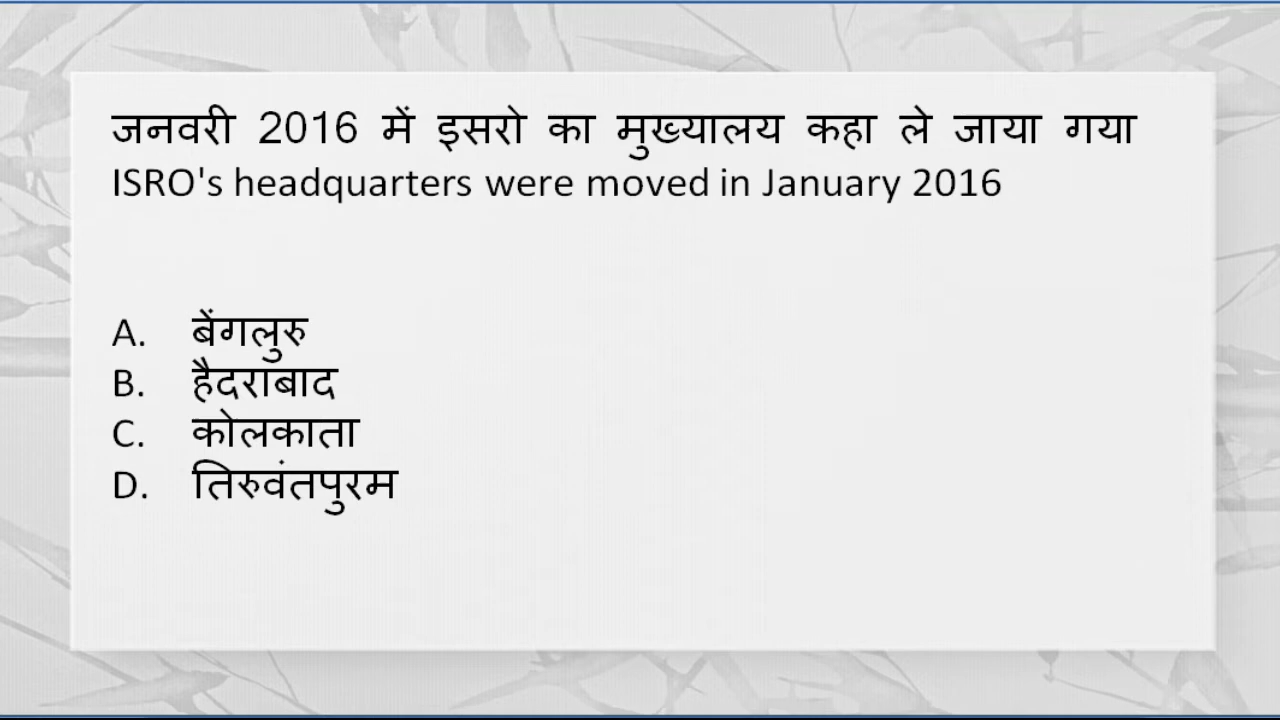 जनवरी 2016 में इसरो का मुख्यालय कहा ले जाया गया
ISRO's headquarters were moved in January 2016
A. बेंगलुरु
B. हैदराबाद
C. कोलकाता
D. तिरुवंतपुरम